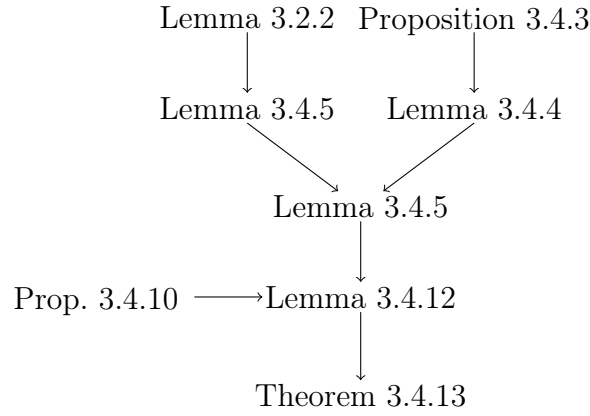 Lemma 3.2.2 Proposition 3.4.3
Lemma 3.4.5 Lemma 3.4.4
Lemma 3.4.5
Prop. 3.4.10 Lemma 3.4.12
Theorem 3.4.13